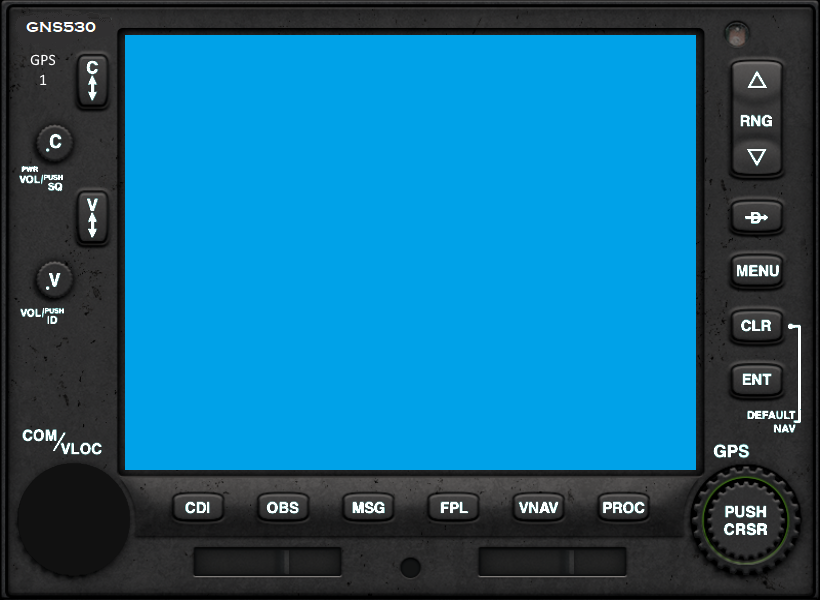 GNS530
GPS
1
C
.C
PWR
VOL/PUSH
SQ
V
.V
VOL/PUSH
ID
COM/VLOC
RNG
D
MENU
CLR
ENT
DEFAULT
NAV
GPS
PUSH
CRSR
CDI
OBS
MSG
FPL
VNAV
PROC